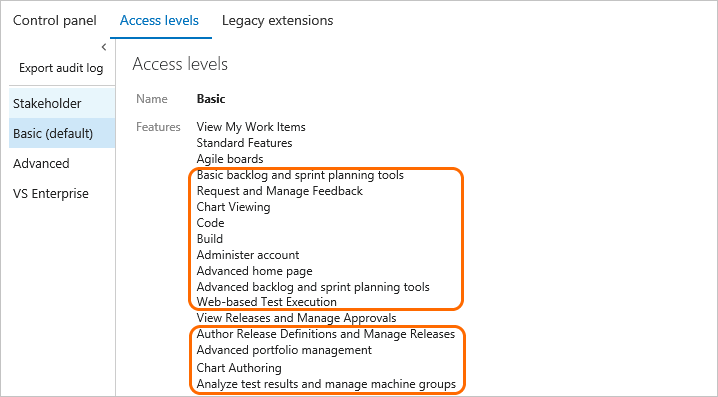 Control panel Access levels Legacy extensions
Export audit log
Stakeholder
Basic (default)
Advanced
VS Enterprise
Access levels
Name Basic
Features View My Work Items
Standard Features
Agile boards
Basic backlog and sprint planning tools
Request and Manage Feedback
Chart Viewing
Code
Build
Administer account
Advanced home page
Advanced backlog and sprint planning tools
Web-based Test Execution
View Releases and Manage Approvals
Author Release Definitions and Manage Releases
Advanced portfolio management
Chart Authoring
Analyze test results and manage machine groups